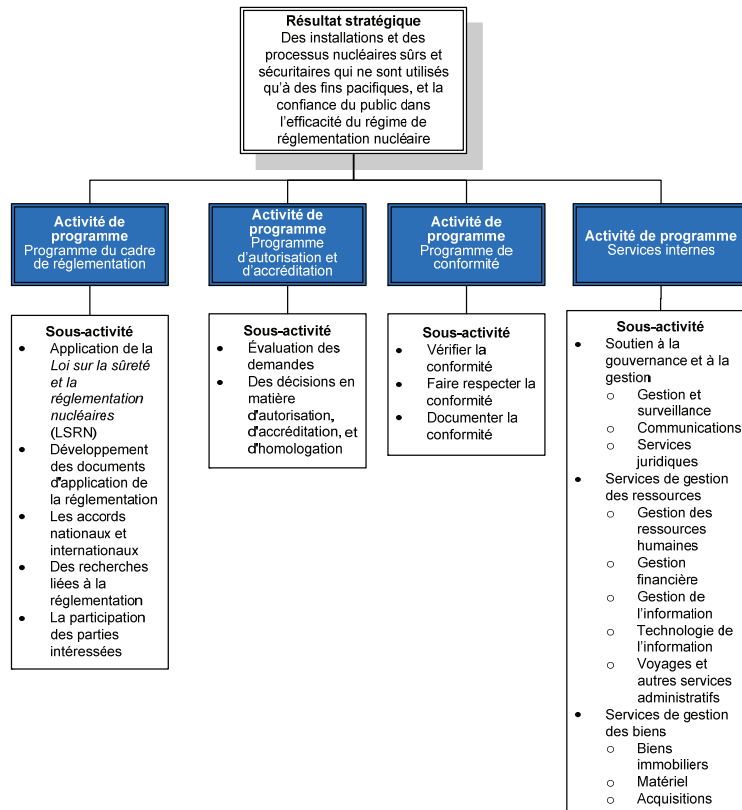 Résultat stratégique
Des installations et des
processus nucléaires sûrs et
sécuritaires qui ne sont utilisés
qu'à des fins pacifiques, et la
confiance du public dans
l'efficacité du régime de
réglementation nucléaire
Activité de
programme
Programme du cadre
de réglementation
Activité de
programme
Programme
d'autorisation et
d'accréditation
Activité de
programme
Programme de
conformité
Activité de programme
Services internes
Sous-activité
• Application de la
Loi sur la sûreté
et la
réglementation
nucléaires
(LSRN)
• Développement
des documents
d'application de
la réglementation
• Les accords
nationaux et
internationaux
• Des recherches
liées à la
réglementation
• La participation
des parties
intéressées
Sous-activité
• Évaluation des
demandes
• Des décisions en
matière
d'autorisation,
d'accréditation, et
d'homologation
Sous-activité
• Vérifier la
conformité
• Faire respecter la
conformité
• Documenter la
conformité
Sous-activité
• Soutien à la
gouvernance et à la
gestion
o Gestion et
surveillance
o Communications
o Services
juridiques
• Services de gestion
des ressources
o Gestion des
ressources
humaines
o Gestion
financière
o Gestion de
l'information
o Technologie de
l'information
o Voyages et
autres services
administratifs
• Services de gestion
des biens
o Biens
immobiliers
o Matériel
o Acquisitions